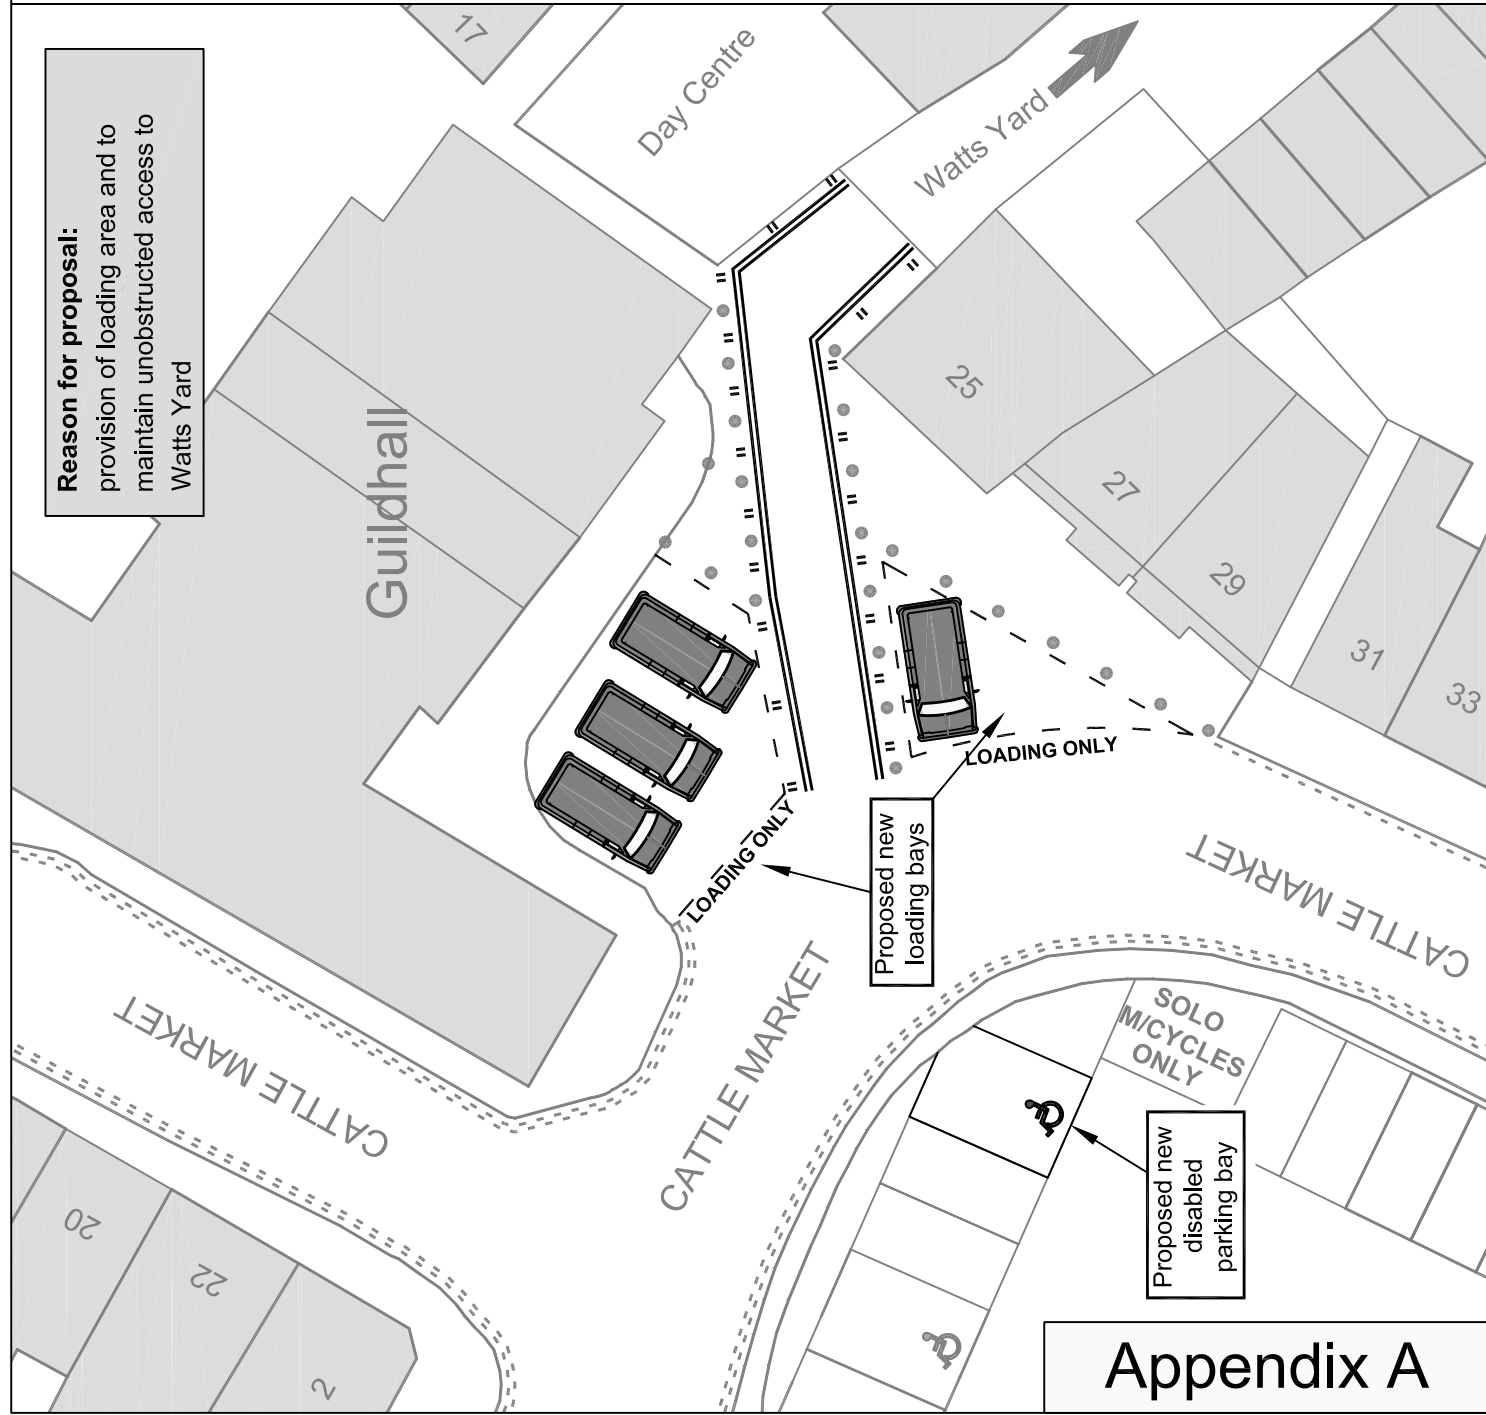 17
Day Centre
Watts Yard
Reason for proposal:
provision of loading area and to
maintain unobstructed access to
Watts Yard
Guildhall
25
27
29
31
33
LOADING ONLY
LOADING ONLY
Proposed new
loading bays
CATTLE MARKET
CATTLE MARKET
CATTLE MARKET
SOLO
M/CYCLES
ONLY
Proposed new
disabled
parking bay
20
22
2
Appendix A